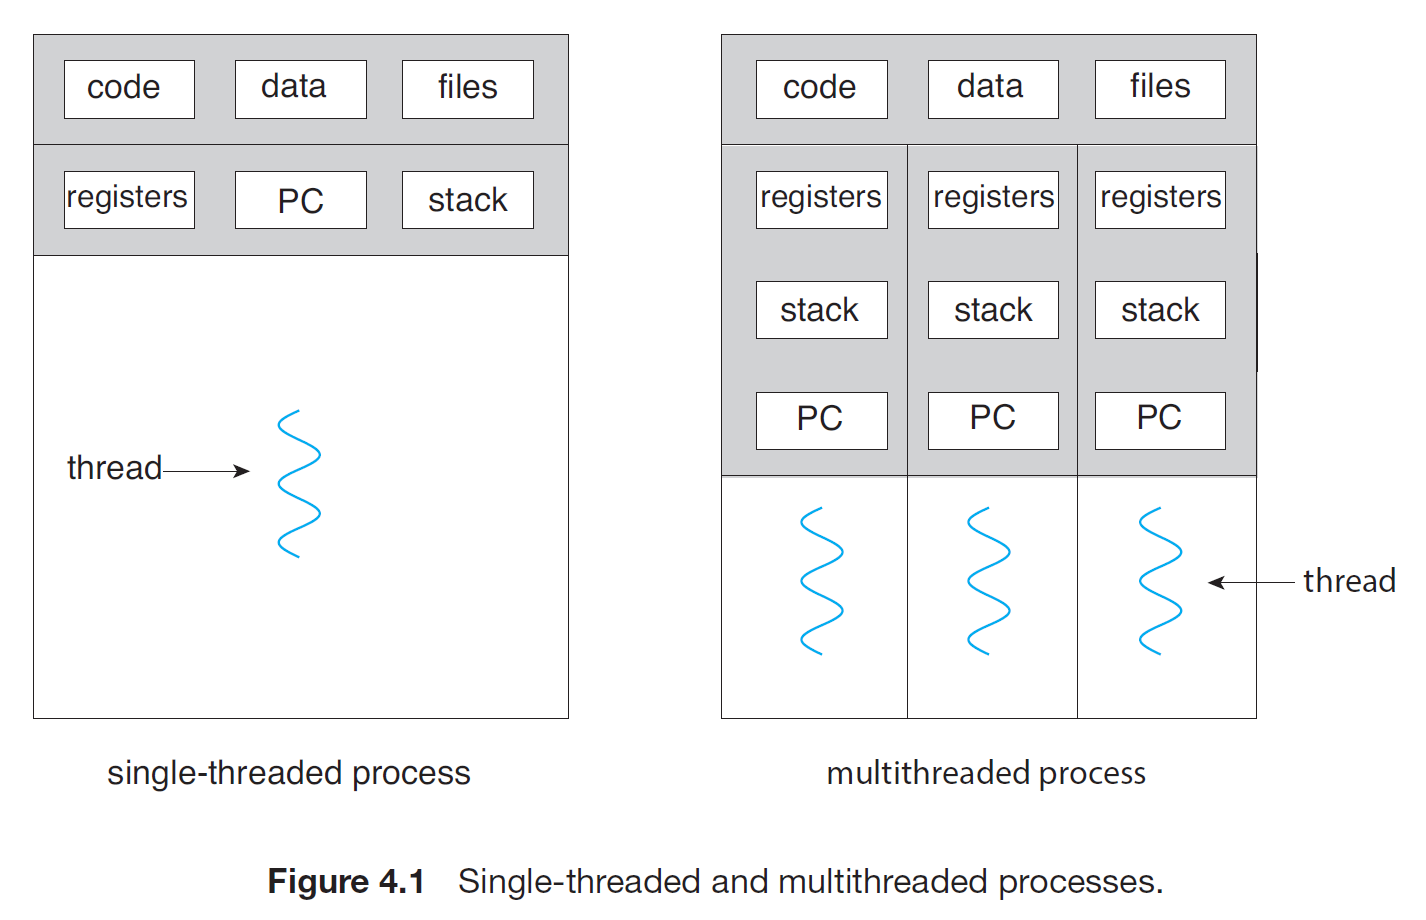 code data files code data files
registers PC stack registers registers registers
stack stack stack
PC PC PC
thread
thread
single-threaded process multithreaded process
Figure 4.1 Single-threaded and multithreaded processes.